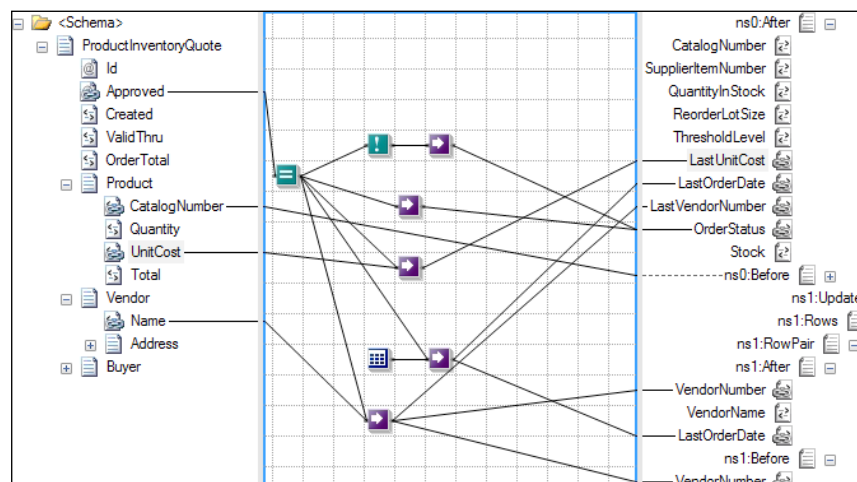 <Schema>
ProductInventoryQuote
Id
Approved
Created
ValidThru
OrderTotal
Product
CatalogNumber
Quantity
UnitCost
Total
Vendor
Name
Address
Buyer
ns0:After
CatalogNumber
SupplierItemNumber
QuantityInStock
ReorderLotSize
ThresholdLevel
LastUnitCost
LastOrderDate
LastVendorNumber
OrderStatus
Stock
ns0:Before
ns1:Update
ns1:Rows
ns1:RowPair
ns1:After
VendorNumber
VendorName
LastOrderDate
ns1:Before
VendorNumber